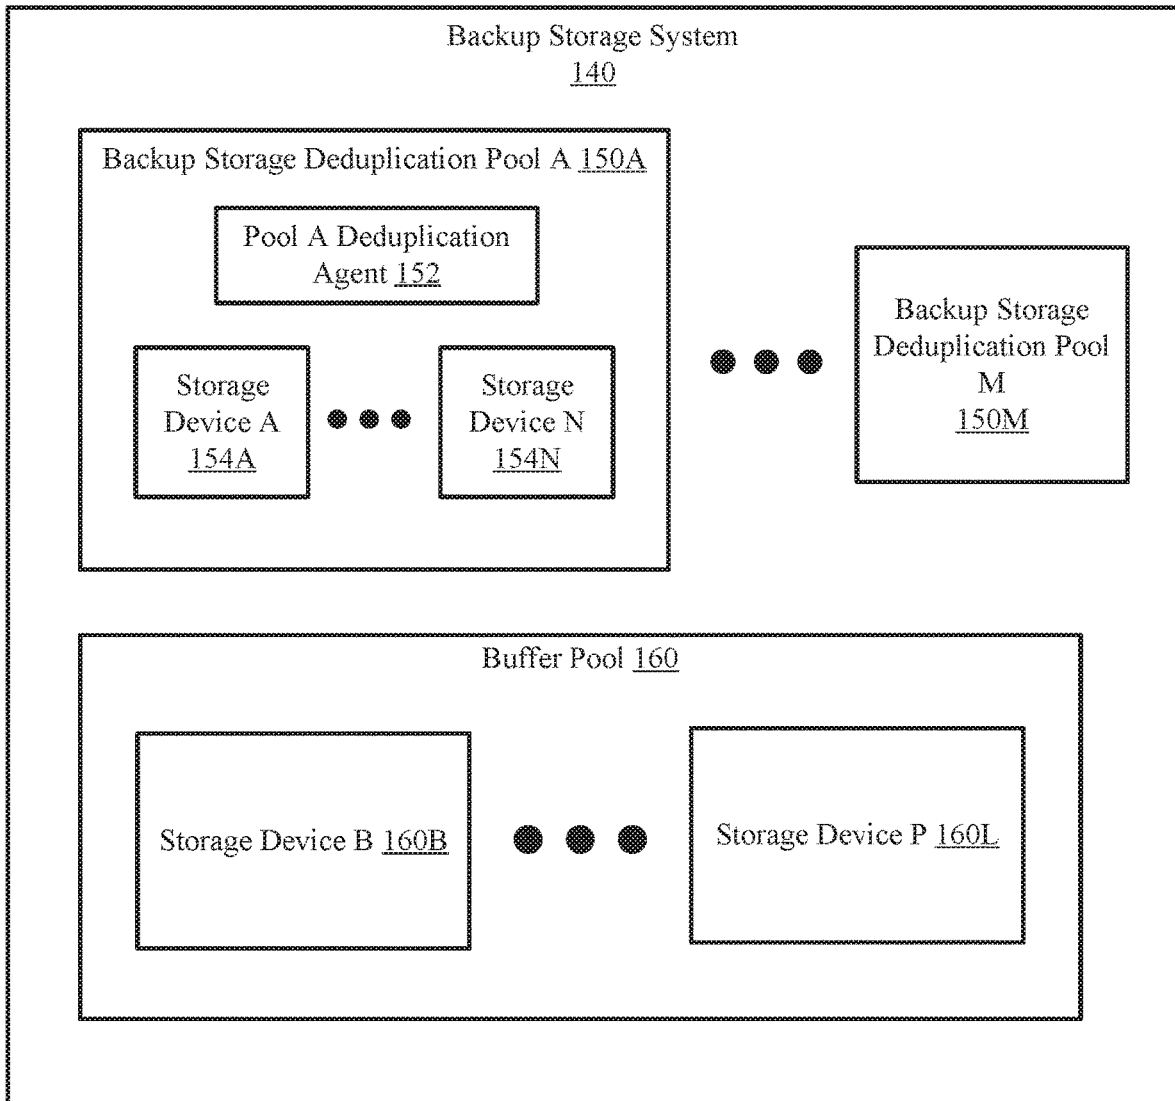 Backup Storage System
140
Backup Storage Deduplication Pool A 150A
Pool A Deduplication
Agent 152
Storage
Device A
154A
Storage
Device N
154N
Backup Storage
Deduplication Pool
M
150M
Buffer Pool 160
Storage Device B 160B
Storage Device P 160L